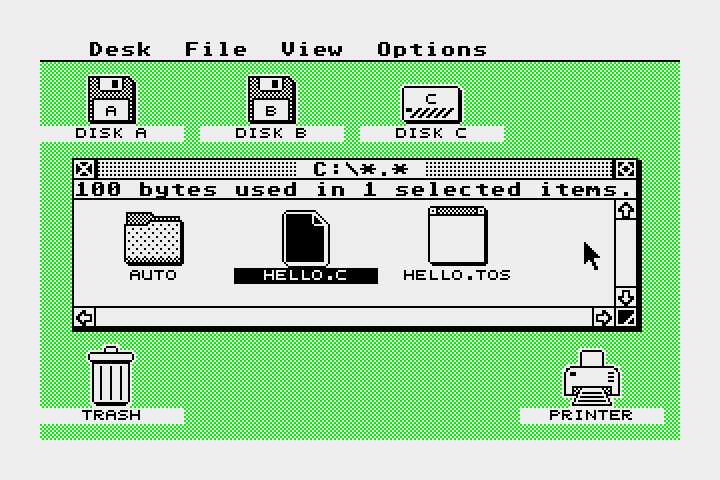 Desk File View Options
A B C
DISK A DISK B DISK C
C:\*.*
100 bytes used in 1 selected items.
AUTO HELLO.C HELLO.TOS
TRASH PRINTER